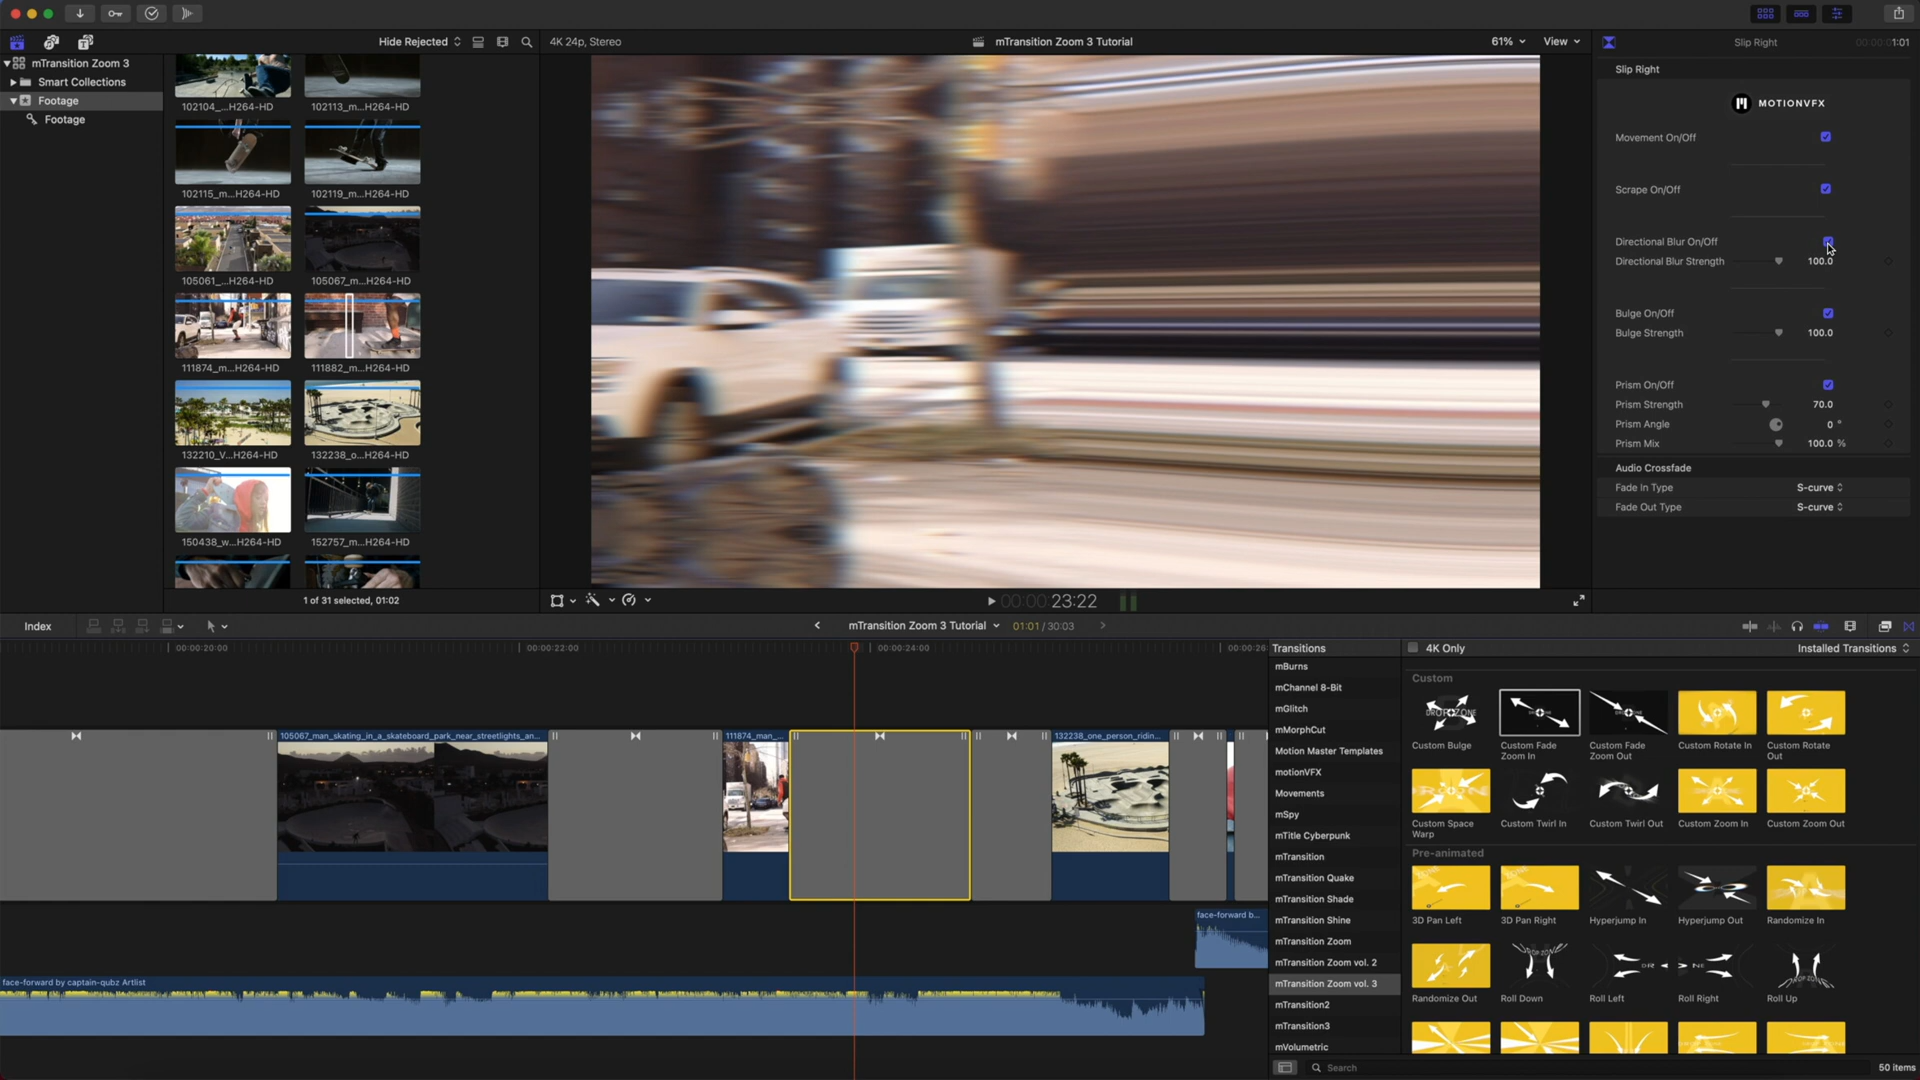 Hide Rejected
4K 24p, Stereo
mTransition Zoom 3 Tutorial
61%
View
Slip Right
00:00:01:01
mTransition Zoom 3
Smart Collections
Footage
Footage
102104_...H264-HD
102113_m...H264-HD
102115_m...H264-HD
102119_m...H264-HD
105061_...H264-HD
105067_m...H264-HD
111874_m...H264-HD
111882_m...H264-HD
132210_V...H264-HD
132238_o...H264-HD
150438_w...H264-HD
152757_m...H264-HD
1 of 31 selected, 01:02
00:00:23:22
Slip Right
MOTIONVFX
Movement On/Off
Scrape On/Off
Directional Blur On/Off
Directional Blur Strength 100.0
Bulge On/Off
Bulge Strength 100.0
Prism On/Off
Prism Strength 70.0
Prism Angle 0 °
Prism Mix 100.0 %
Audio Crossfade
Fade In Type S-curve
Fade Out Type S-curve
Index
mTransition Zoom 3 Tutorial
01:01 / 30:03
00:00:20:00
00:00:22:00
00:00:24:00
00:00:26:
105067_man_skating_in_a_skateboard_park_near_streetlights_an...
111874_man_...
132238_one_person_ridin...
face-forward b...
face-forward by captain-qubz Artlist
Transitions
mBurns
mChannel 8-Bit
mGlitch
mMorphCut
Motion Master Templates
motionVFX
Movements
mSpy
mTitle Cyberpunk
mTransition
mTransition Quake
mTransition Shade
mTransition Shine
mTransition Zoom
mTransition Zoom vol. 2
mTransition Zoom vol. 3
mTransition2
mTransition3
mVolumetric
4K Only
Installed Transitions
Custom
DROP ZONE
Custom Bulge
Custom Fade Zoom In
Custom Fade Zoom Out
Custom Rotate In
Custom Rotate Out
Custom Space Warp
Custom Twirl In
Custom Twirl Out
Custom Zoom In
Custom Zoom Out
Pre-animated
3D Pan Left
3D Pan Right
Hyperjump In
Hyperjump Out
Randomize In
Randomize Out
Roll Down
Roll Left
Roll Right
Roll Up
Search
50 items